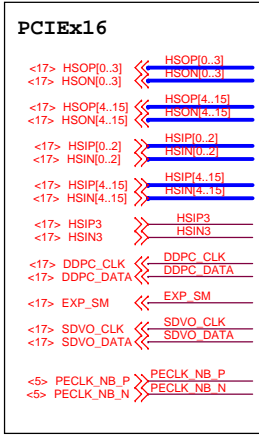 PCIEx16
<17> HSOP[0..3] HSOP[0..3]
<17> HSON[0..3] HSON[0..3]
<17> HSOP[4..15] HSOP[4..15]
<17> HSON[4..15] HSON[4..15]
<17> HSIP[0..2] HSIP[0..2]
<17> HSIN[0..2] HSIN[0..2]
<17> HSIP[4..15] HSIP[4..15]
<17> HSIN[4..15] HSIN[4..15]
<17> HSIP3 HSIP3
<17> HSIN3 HSIN3
<17> DDPC_CLK DDPC_CLK
<17> DDPC_DATA DDPC_DATA
<17> EXP_SM EXP_SM
<17> SDVO_CLK SDVO_CLK
<17> SDVO_DATA SDVO_DATA
<5> PECLK_NB_P PECLK_NB_P
<5> PECLK_NB_N PECLK_NB_N